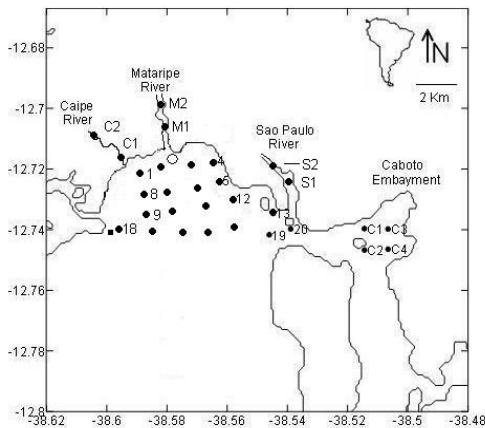 -12.68
-12.7
-12.72
-12.74
-12.76
-12.78
-12.8
-38.62
-38.6
-38.58
-38.56
-38.54
-38.52
-38.5
-38.48
N
2 Km
Mataripe
River
M2
M1
Caipe
River
C2
C1
Sao Paulo
River
S2
S1
Caboto
Embayment
1
4
6
8
12
9
13
18
19
20
C1
C3
C2
C4